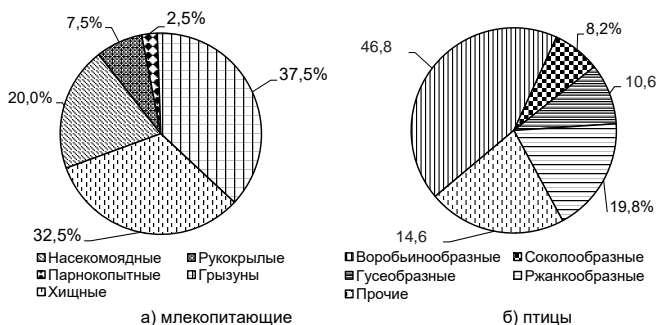 7,5%
2,5%
37,5%
20,0%
32,5%
Насекомоядные Рукокрылые
Парнокопытные Грызуны
Хищные
а) млекопитающие
46,8
8,2%
10,6
19,8%
14,6
Воробьинообразные Соколообразные
Гусеобразные Ржанкообразные
Прочие
б) птицы